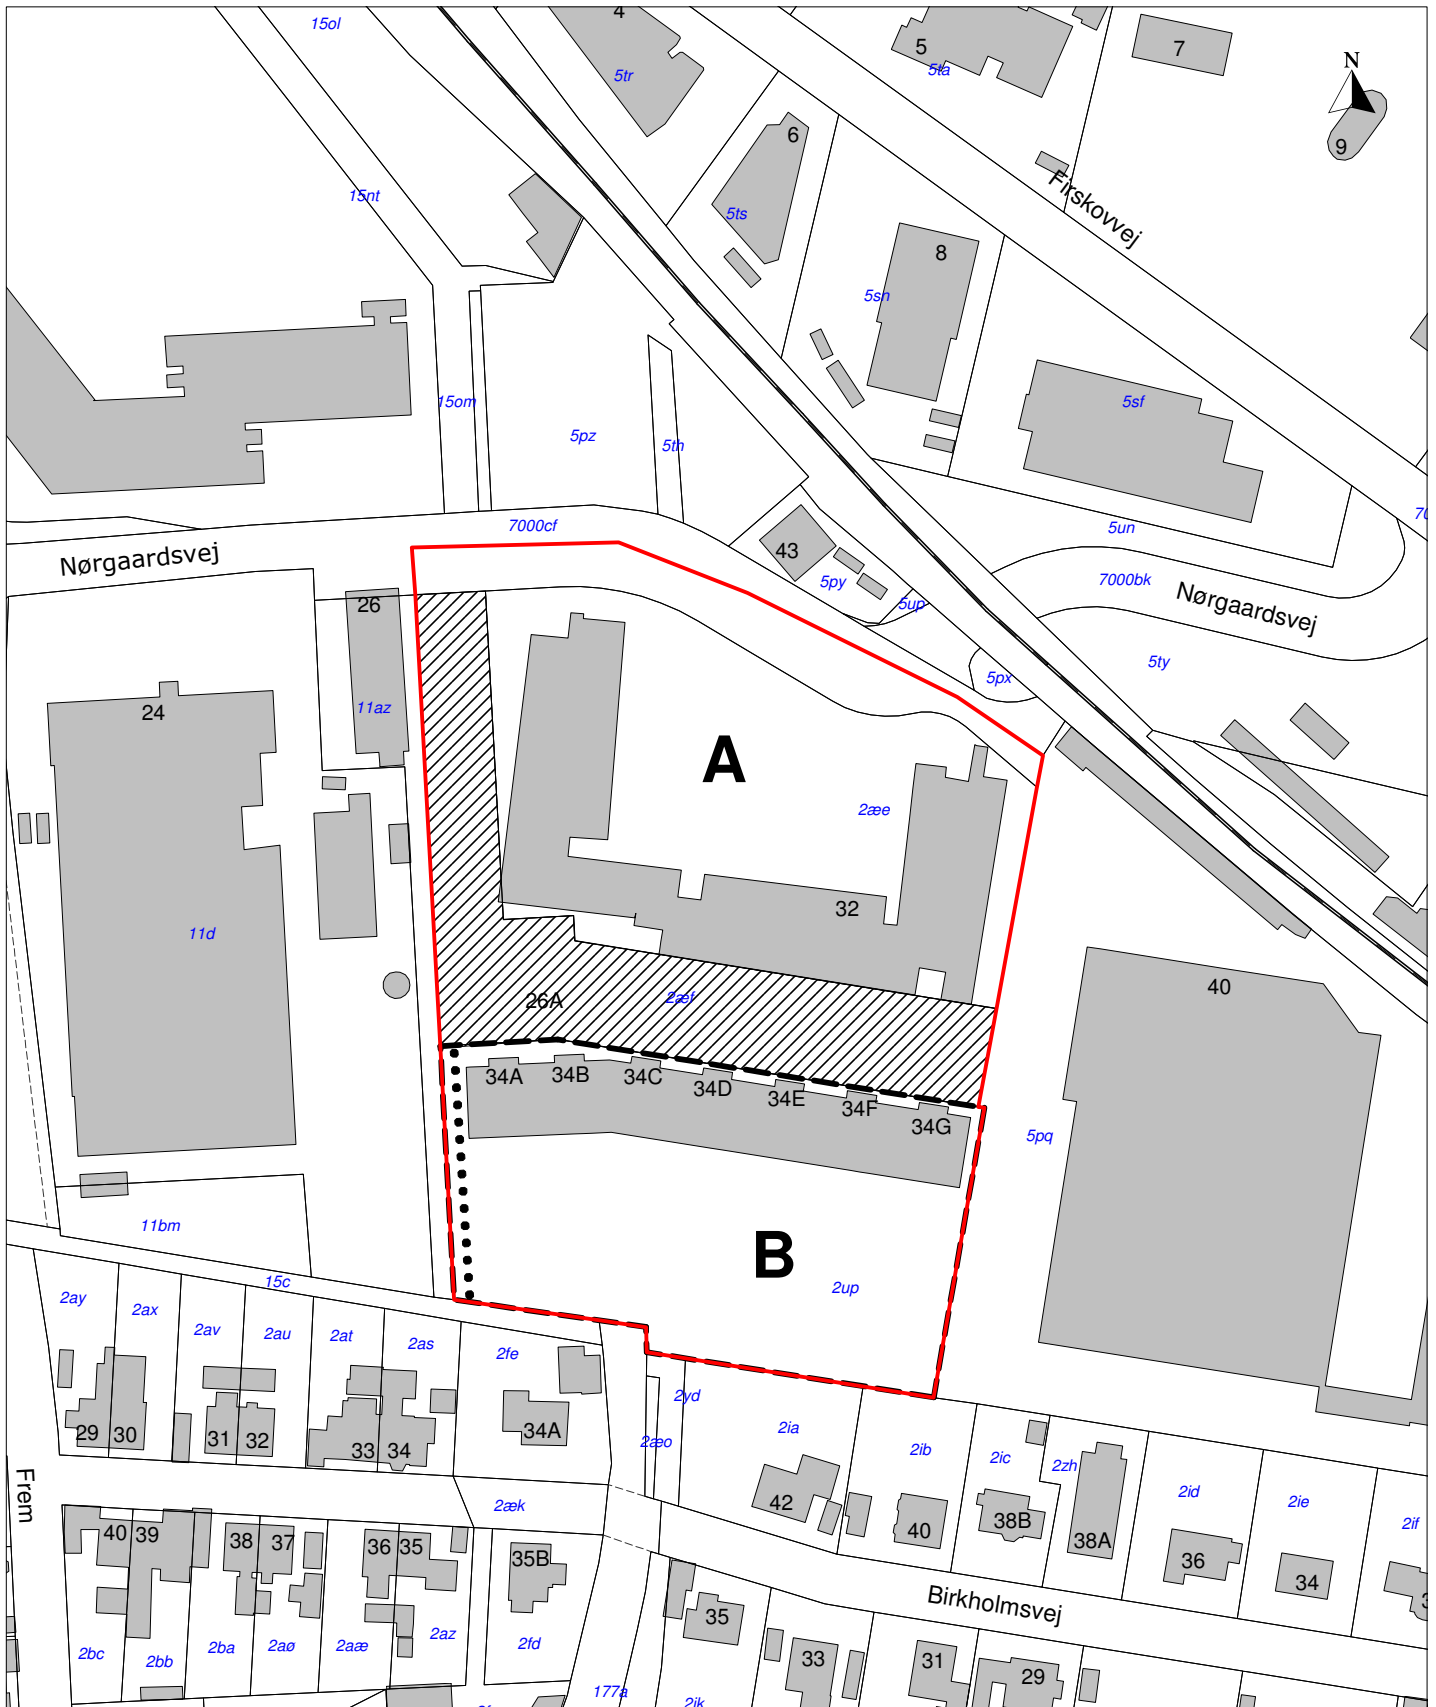 15ol
4
5tr
5
5ta
7
N
9
6
15nt
5ts
Firskovvej
8
5sn
15om
5pz
5th
5sf
7000cf
5un
Nørgaardsvej
43
5py
5up
7000bk
Nørgaardsvej
26
5px
5ty
11az
24
A
2æe
11d
32
26A
2æf
40
34A
34B
34C
34D
34E
34F
34G
5pq
11bm
B
15c
2up
2ay
2ax
2av
2au
2at
2as
2fe
2yd
2æo
2ia
2ib
2ic
2zh
2id
2ie
2if
29
30
31
32
33
34
34A
42
40
38B
38A
36
34
Frem
2æk
40
39
38
37
36
35
35B
Birkholmsvej
35
33
31
29
2bc
2bb
2ba
2aø
2aæ
2az
2fd
177a
2ik